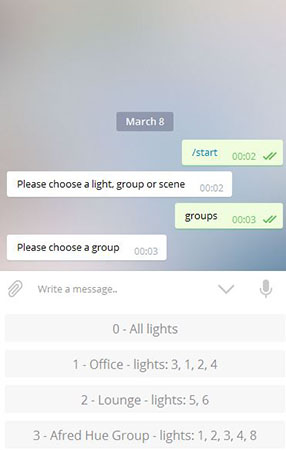 March 8
/start 00:02
Please choose a light, group or scene 00:02
groups 00:03
Please choose a group 00:03
Write a message..
0 - All lights
1 - Office - lights: 3, 1, 2, 4
2 - Lounge - lights: 5, 6
3 - Afred Hue Group - lights: 1, 2, 3, 4, 8